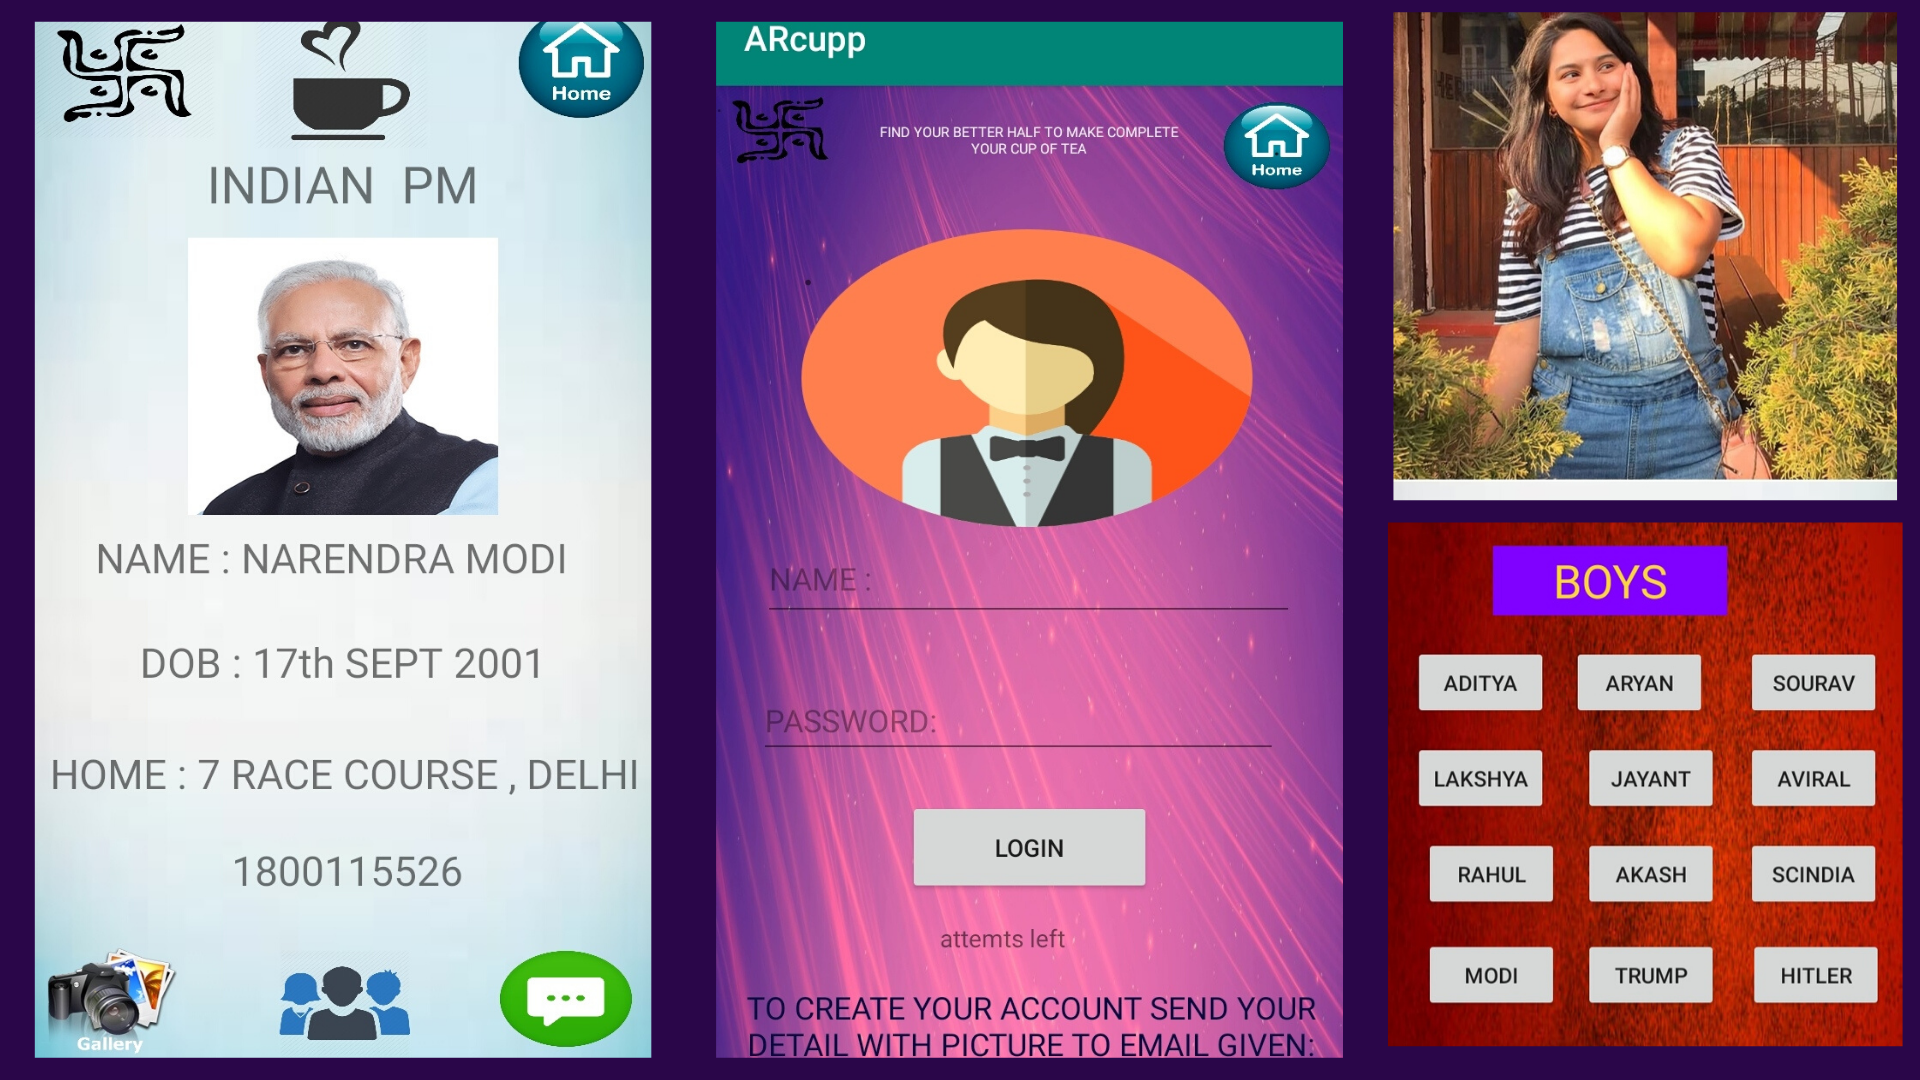 Home
INDIAN PM
NAME : NARENDRA MODI
DOB : 17th SEPT 2001
HOME : 7 RACE COURSE , DELHI
1800115526
Gallery
ARcupp
FIND YOUR BETTER HALF TO MAKE COMPLETE
YOUR CUP OF TEA
Home
NAME :
PASSWORD:
LOGIN
attemts left
TO CREATE YOUR ACCOUNT SEND YOUR
DETAIL WITH PICTURE TO EMAIL GIVEN:
BOYS
ADITYA ARYAN SOURAV
LAKSHYA JAYANT AVIRAL
RAHUL AKASH SCINDIA
MODI TRUMP HITLER